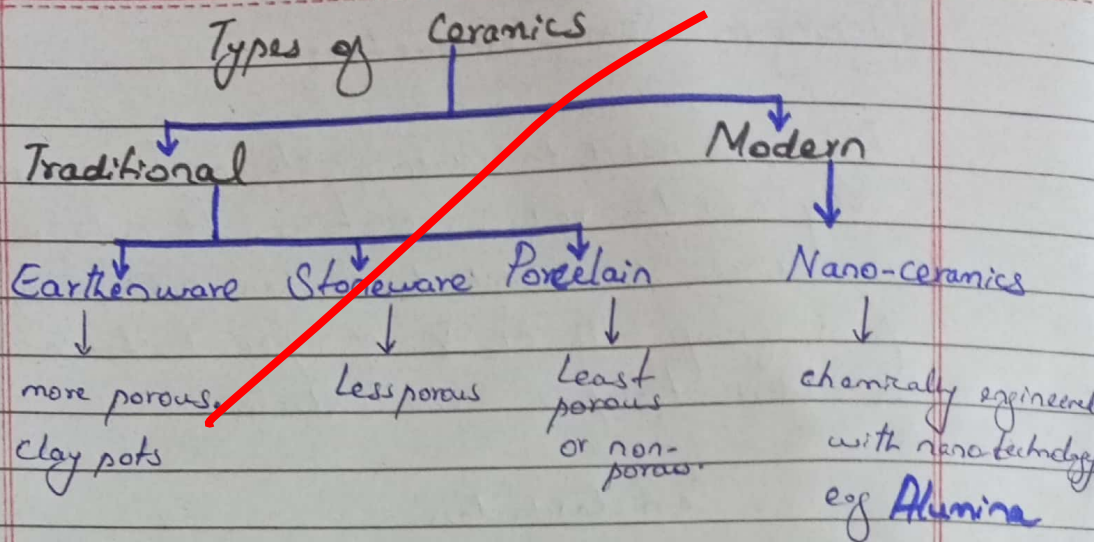 Types of Ceramics
Traditional Modern
Earthenware Stoneware Porcelain Nano-ceramics
more porous. Less porous Least porous or non-porous chemically engineered with nanotechnology
clay pots eg Alumina